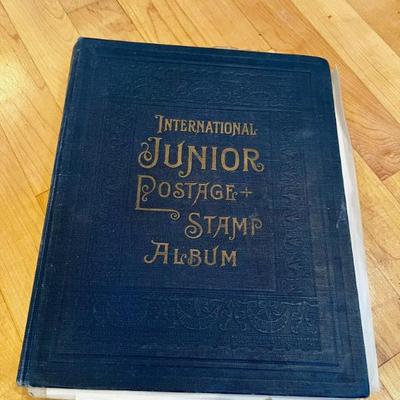 INTERNATIONAL
JUNIOR
POSTAGE
STAMP
ALBUM